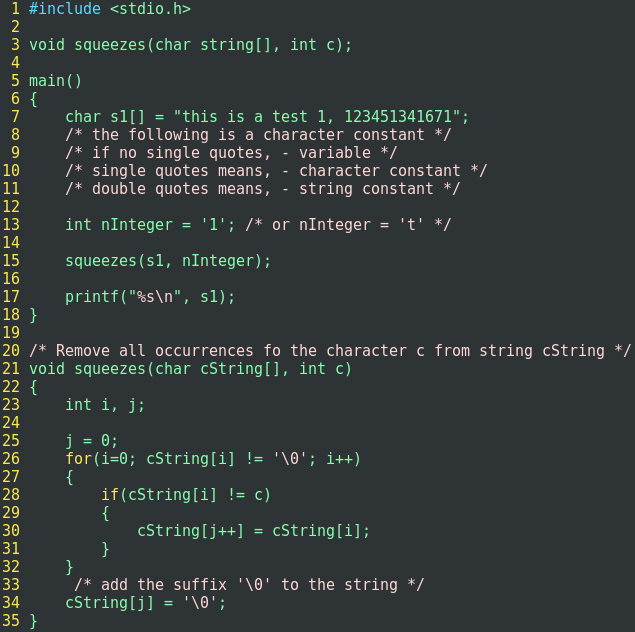 1 #include <stdio.h>
2
3 void squeezes(char string[], int c);
4
5 main()
6 {
7     char s1[] = "this is a test 1, 123451341671";
8     /* the following is a character constant */
9     /* if no single quotes, - variable */
10     /* single quotes means, - character constant */
11     /* double quotes means, - string constant */
12
13     int nInteger = '1'; /* or nInteger = 't' */
14
15     squeezes(s1, nInteger);
16
17     printf("%s\n", s1);
18 }
19
20 /* Remove all occurrences fo the character c from string cString */
21 void squeezes(char cString[], int c)
22 {
23     int i, j;
24
25     j = 0;
26     for(i=0; cString[i] != '\0'; i++)
27     {
28         if(cString[i] != c)
29         {
30             cString[j++] = cString[i];
31         }
32     }
33      /* add the suffix '\0' to the string */
34     cString[j] = '\0';
35 }